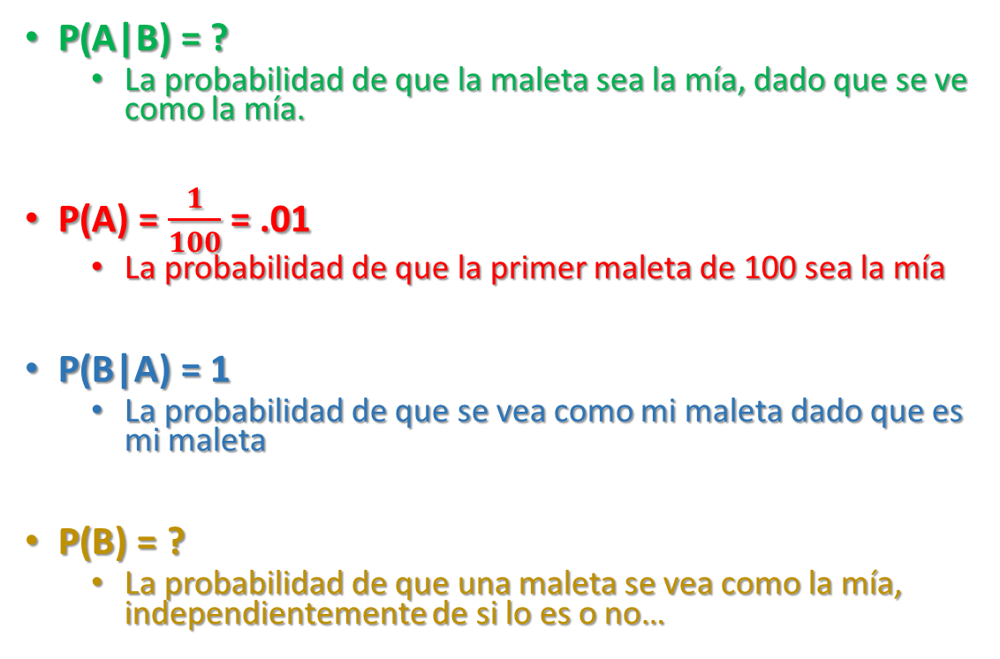 • P(A|B) = ?
• La probabilidad de que la maleta sea la mía, dado que se ve
como la mía.
• P(A) = 1/100 = .01
• La probabilidad de que la primer maleta de 100 sea la mía
• P(B|A) = 1
• La probabilidad de que se vea como mi maleta dado que es
mi maleta
• P(B) = ?
• La probabilidad de que una maleta se vea como la mía,
independientemente de si lo es o no...